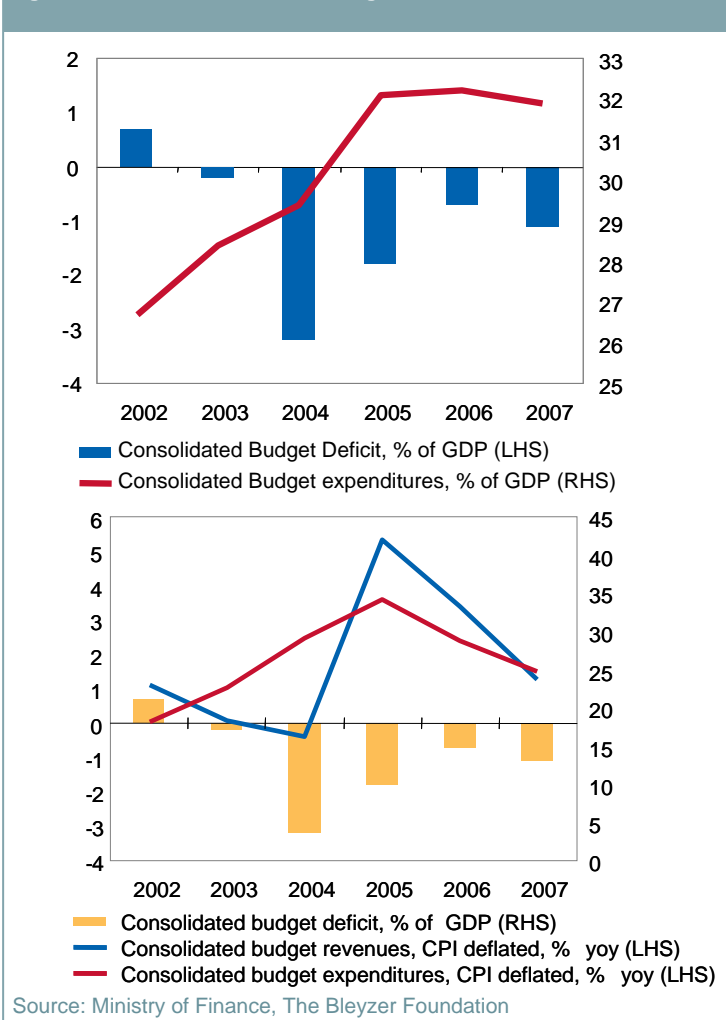 2 33
1 32
0 31
-1 30
-2 29
-3 28
-4 27
26
25
2002 2003 2004 2005 2006 2007
Consolidated Budget Deficit, % of GDP (LHS)
Consolidated Budget expenditures, % of GDP (RHS)
6 45
5 40
4 35
3 30
2 25
1 20
0 15
-1 10
-2 5
-3 0
-4
2002 2003 2004 2005 2006 2007
Consolidated budget deficit, % of GDP (RHS)
Consolidated budget revenues, CPI deflated, % yoy (LHS)
Consolidated budget expenditures, CPI deflated, % yoy (LHS)
Source: Ministry of Finance, The Bleyzer Foundation